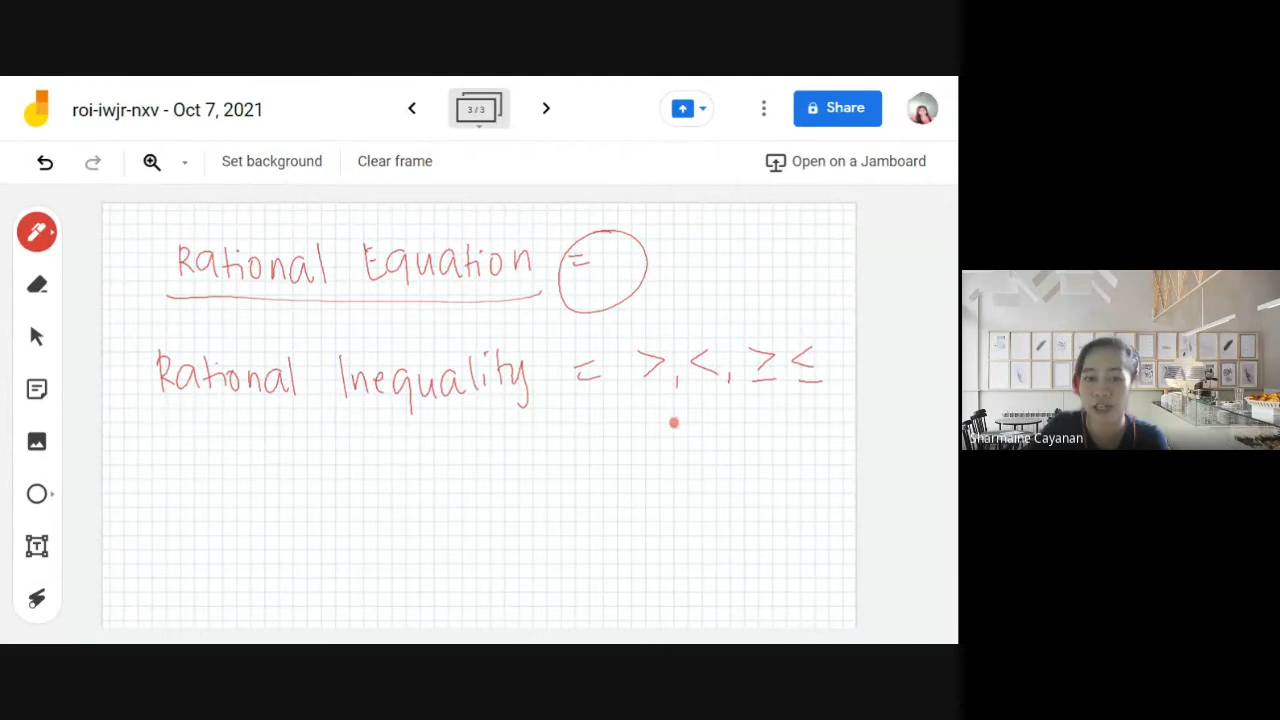 roi-iwjr-nxv - Oct 7, 2021
3 / 3
Share
Set background
Clear frame
Open on a Jamboard
Rational Equation =
Rational Inequality = >, <, ≥ ≤
Sharmaine Cayanan